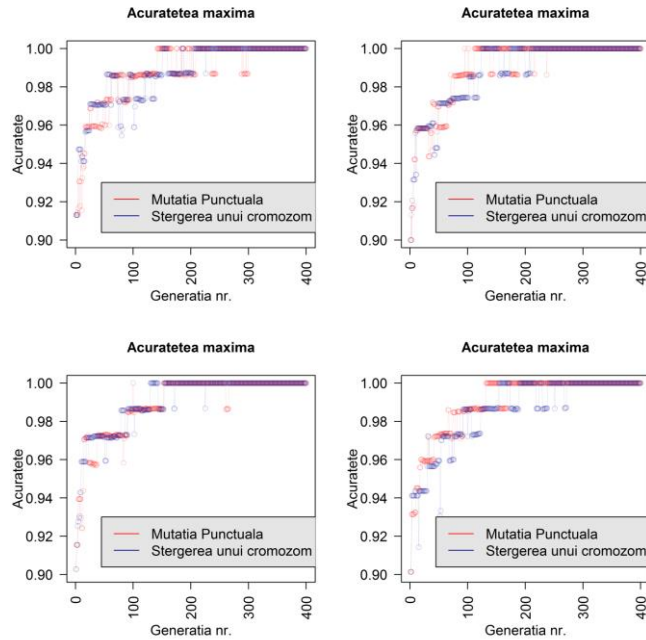 Acuratetea maxima
Acuratete
1.00
0.98
0.96
0.94
0.92
0.90
Mutatia Punctuala
Stergerea unui cromozom
0
100
200
300
400
Generatia nr.
Acuratetea maxima
Acuratete
1.00
0.98
0.96
0.94
0.92
0.90
Mutatia Punctuala
Stergerea unui cromozom
0
100
200
300
400
Generatia nr.
Acuratetea maxima
Acuratete
1.00
0.98
0.96
0.94
0.92
0.90
Mutatia Punctuala
Stergerea unui cromozom
0
100
200
300
400
Generatia nr.
Acuratetea maxima
Acuratete
1.00
0.98
0.96
0.94
0.92
0.90
Mutatia Punctuala
Stergerea unui cromozom
0
100
200
300
400
Generatia nr.